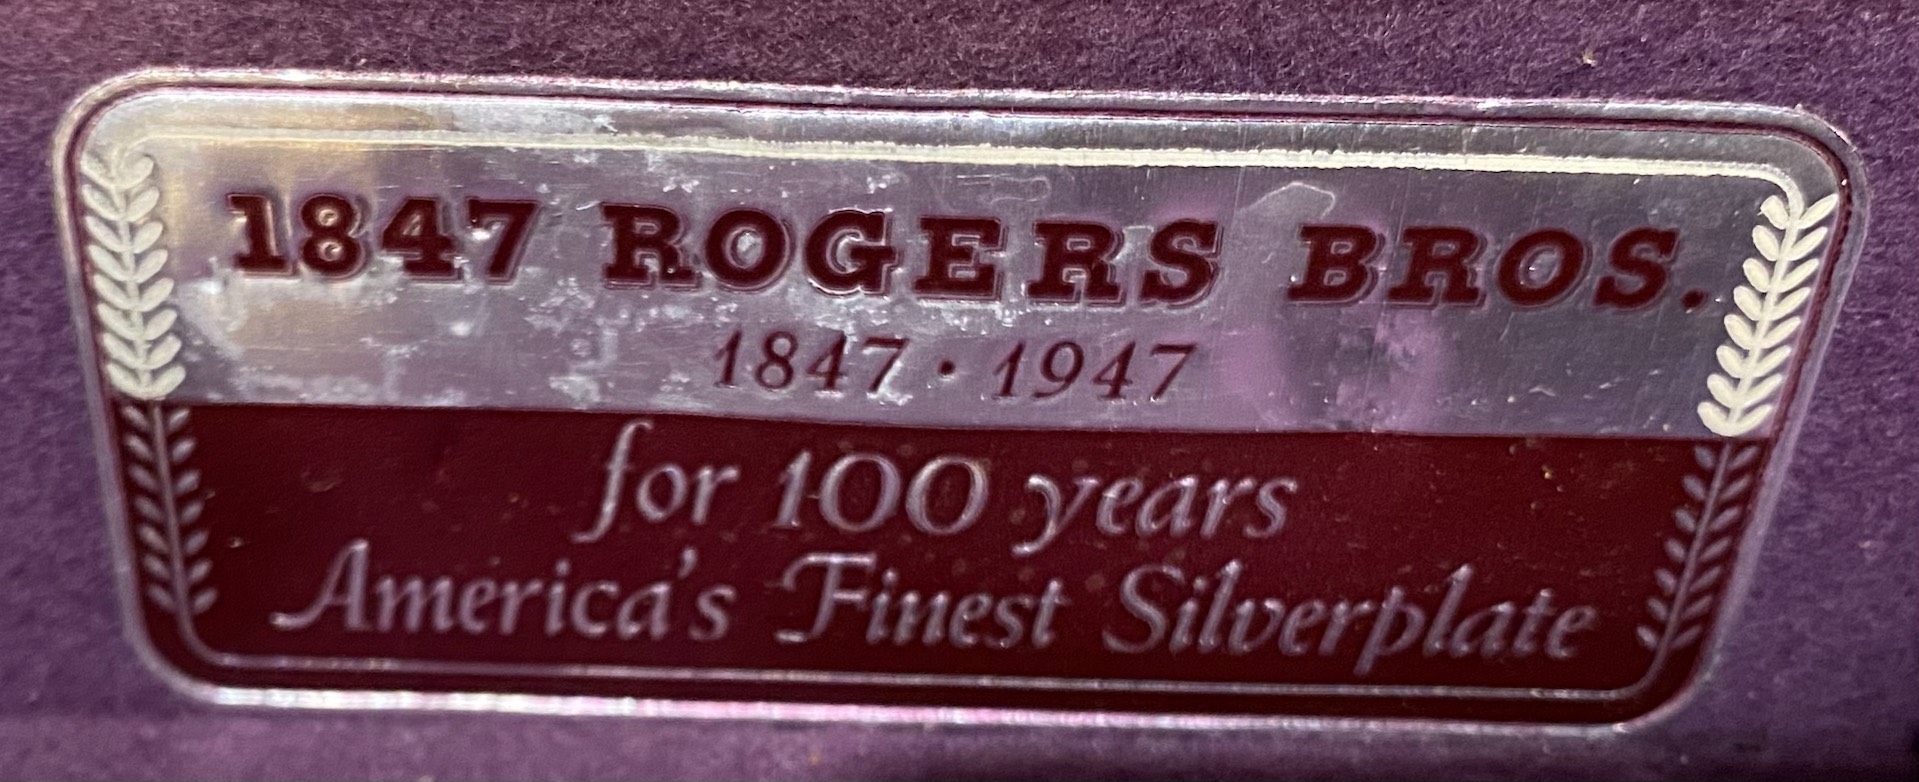 1847 ROGERS BROS.
1847 • 1947
for 100 years
America's Finest Silverplate